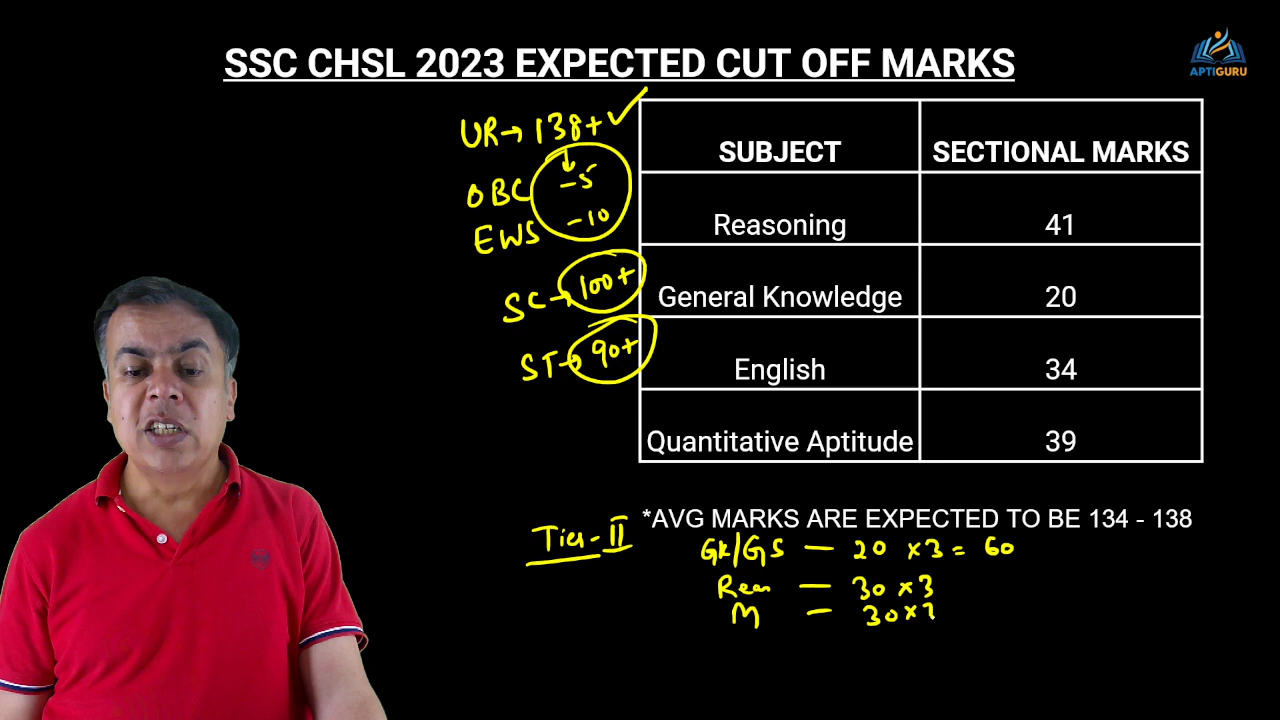 SSC CHSL 2023 EXPECTED CUT OFF MARKS
APTIGURU
UR → 138+ ✓
OBC -5
EWS -10
SC → 100+
ST → 90+
SUBJECT SECTIONAL MARKS
Reasoning 41
General Knowledge 20
English 34
Quantitative Aptitude 39
*AVG MARKS ARE EXPECTED TO BE 134 - 138
Tier-II
GK/GS — 20 x3 = 60
Rea — 30 x 3
M — 30 x